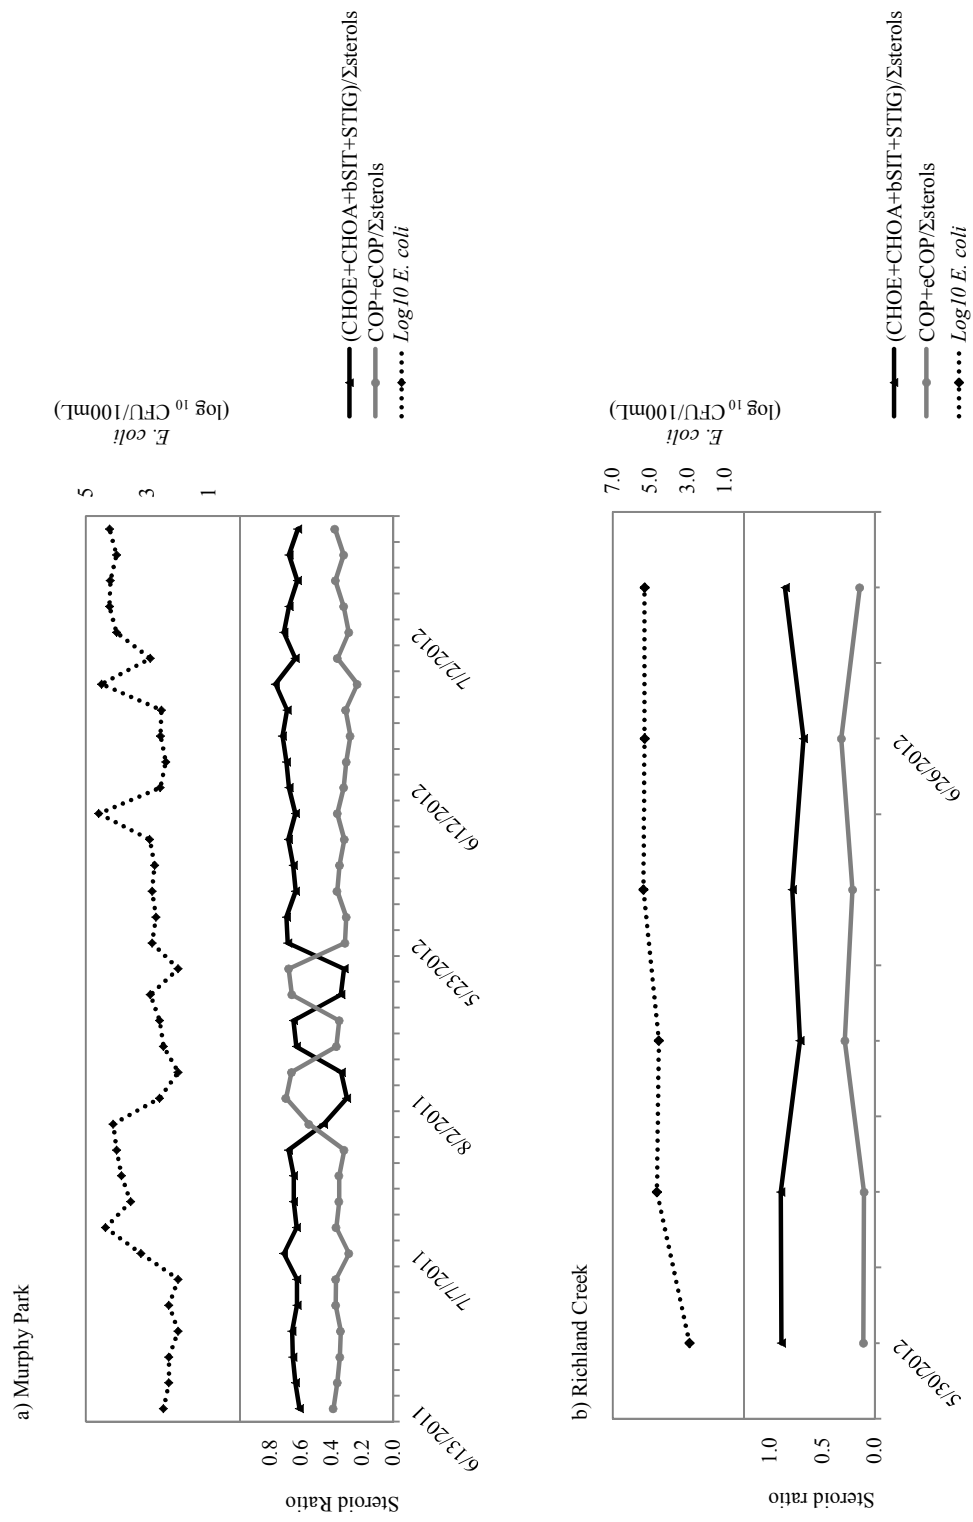 a) Murphy Park
5
3
1
E. coli
(log 10 CFU/100mL)
0.8
0.6
0.4
0.2
0.0
Steroid Ratio
6/13/2011
7/7/2011
8/2/2011
5/23/2012
6/12/2012
7/2/2012
(CHOE+CHOA+bSIT+STIG)/Σsterols
COP+eCOP/Σsterols
Log10 E. coli
b) Richland Creek
7.0
5.0
3.0
1.0
E. coli
(log 10 CFU/100mL)
1.0
0.5
0.0
Steroid ratio
5/30/2012
6/26/2012
(CHOE+CHOA+bSIT+STIG)/Σsterols
COP+eCOP/Σsterols
Log10 E. coli